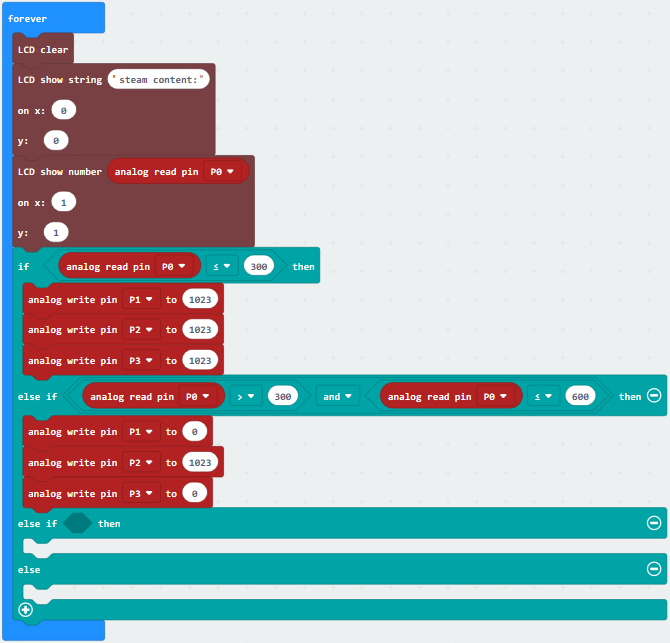 forever
LCD clear
LCD show string "steam content:"
on x: 0
y: 0
LCD show number analog read pin P0
on x: 1
y: 1
if analog read pin P0 ≤ 300 then
analog write pin P1 to 1023
analog write pin P2 to 1023
analog write pin P3 to 1023
else if analog read pin P0 > 300 and analog read pin P0 ≤ 600 then
analog write pin P1 to 0
analog write pin P2 to 1023
analog write pin P3 to 0
else if then
else